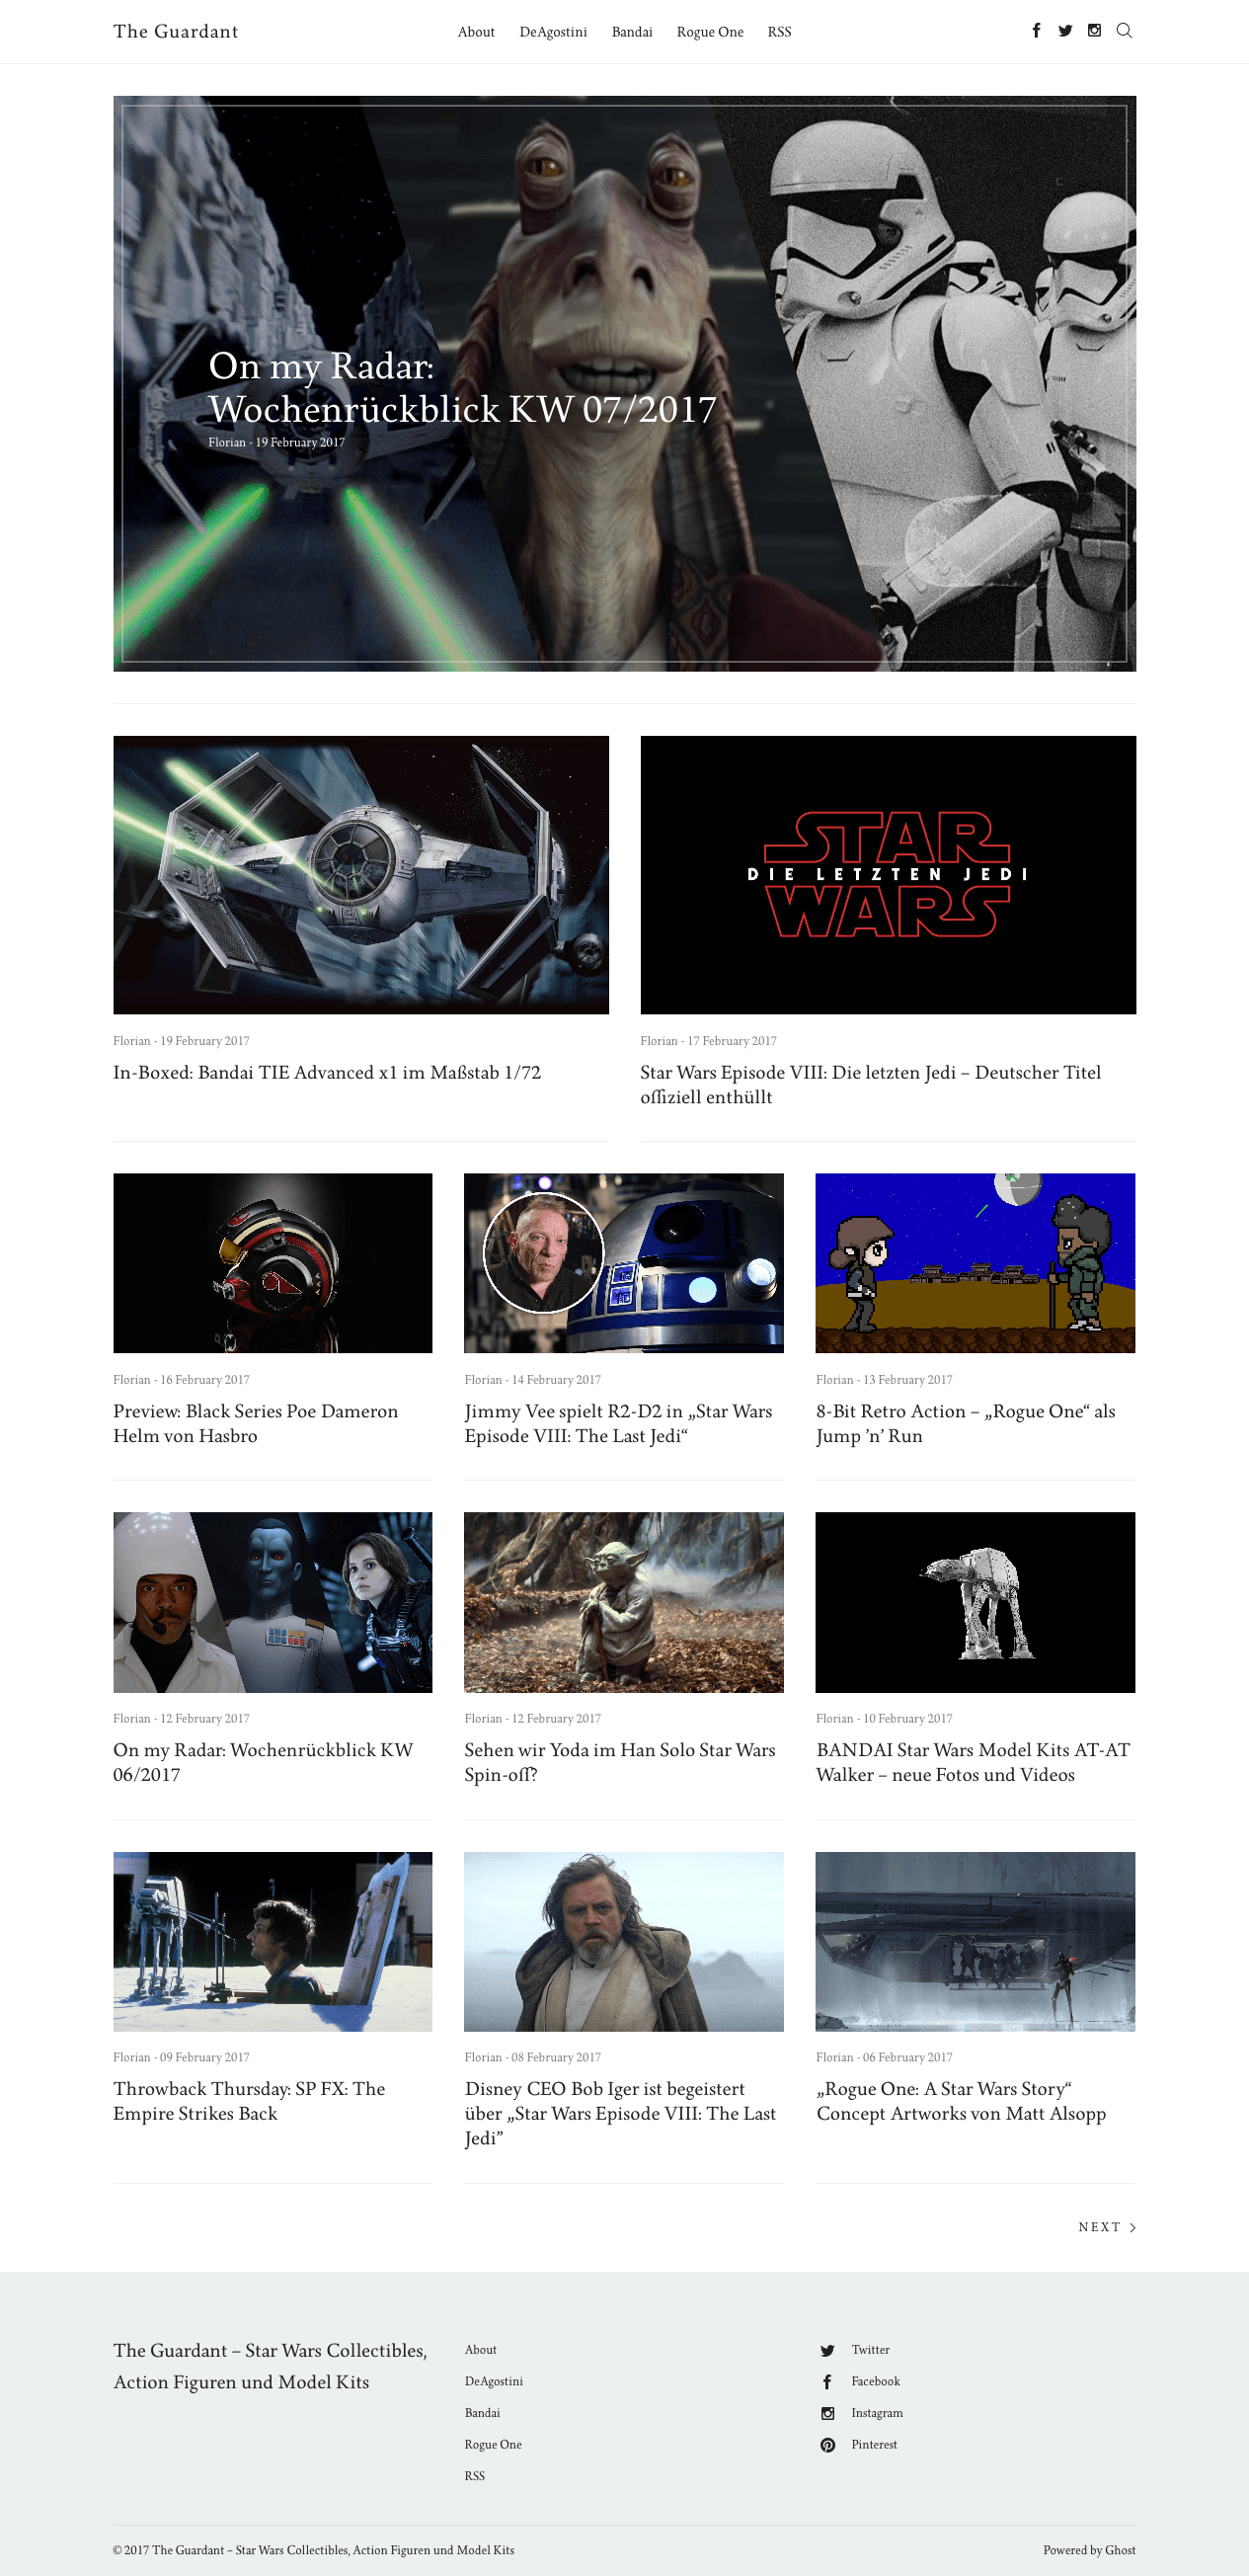 The Guardant
About DeAgostini Bandai Rogue One RSS
On my Radar:
Wochenrückblick KW 07/2017
Florian - 19 February 2017
STAR
DIE LETZTEN JEDI
WARS
Florian - 19 February 2017
In-Boxed: Bandai TIE Advanced x1 im Maßstab 1/72
Florian - 17 February 2017
Star Wars Episode VIII: Die letzten Jedi – Deutscher Titel
offiziell enthüllt
Florian - 16 February 2017
Preview: Black Series Poe Dameron
Helm von Hasbro
Florian - 14 February 2017
Jimmy Vee spielt R2-D2 in „Star Wars
Episode VIII: The Last Jedi“
Florian - 13 February 2017
8-Bit Retro Action – „Rogue One“ als
Jump ’n’ Run
Florian - 12 February 2017
On my Radar: Wochenrückblick KW
06/2017
Florian - 12 February 2017
Sehen wir Yoda im Han Solo Star Wars
Spin-off?
Florian - 10 February 2017
BANDAI Star Wars Model Kits AT-AT
Walker – neue Fotos und Videos
Florian - 09 February 2017
Throwback Thursday: SP FX: The
Empire Strikes Back
Florian - 08 February 2017
Disney CEO Bob Iger ist begeistert
über „Star Wars Episode VIII: The Last
Jedi”
Florian - 06 February 2017
„Rogue One: A Star Wars Story“
Concept Artworks von Matt Alsopp
NEXT
The Guardant – Star Wars Collectibles,
Action Figuren und Model Kits
About
DeAgostini
Bandai
Rogue One
RSS
Twitter
Facebook
Instagram
Pinterest
© 2017 The Guardant – Star Wars Collectibles, Action Figuren und Model Kits
Powered by Ghost